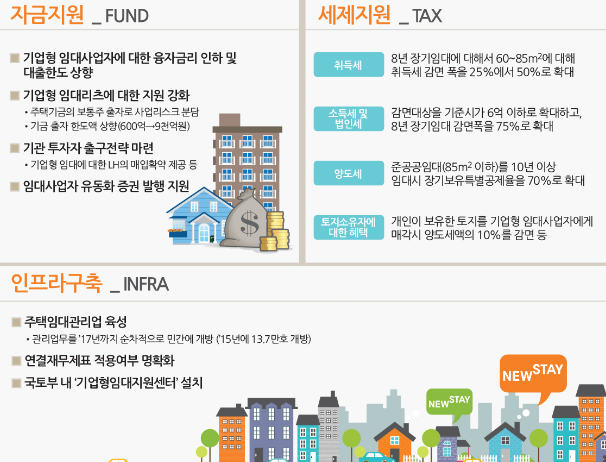 자금지원 _ FUND
기업형 임대사업자에 대한 융자금리 인하 및
대출한도 상향
기업형 임대리츠에 대한 지원 강화
• 주택기금의 보통주 출자로 사업리스크 분담
• 기금 출자 한도액 상향(600억→9천억원)
기관 투자자 출구전략 마련
• 기업형 임대에 대한 LH의 매입확약 제공 등
임대사업자 유동화 증권 발행 지원
$
세제지원 _ TAX
취득세
8년 장기임대에 대해서 60~85m²에 대해
취득세 감면 폭을 25%에서 50%로 확대
소득세 및
법인세
감면대상을 기준시가 6억 이하로 확대하고,
8년 장기임대 감면폭을 75%로 확대
양도세
준공공임대(85m² 이하)를 10년 이상
임대시 장기보유특별공제율을 70%로 확대
토지소유자에
대한 혜택
개인이 보유한 토지를 기업형 임대사업자에게
매각시 양도세액의 10%를 감면 등
인프라구축 _ INFRA
주택임대관리업 육성
• 관리업무를 '17년까지 순차적으로 민간에 개방 ('15년에 13.7만호 개방)
연결재무제표 적용여부 명확화
국토부 내 '기업형임대지원센터' 설치
NEW STAY
NEW STAY